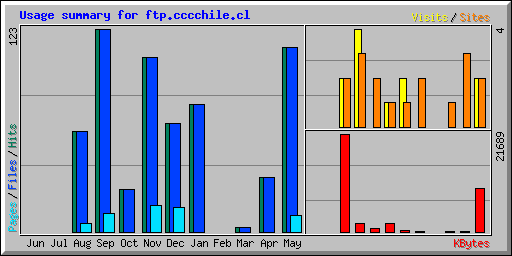 Usage summary for ftp.cccchile.cl
Visits / Sites
123
4
Pages / Files / Hits
21689
Jun Jul Aug Sep Oct Nov Dec Jan Feb Mar Apr May
KBytes